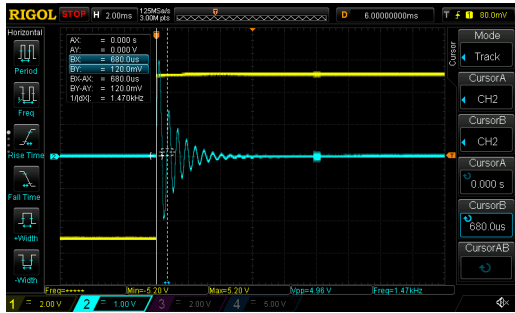 RIGOL STOP H 2.00ms 125MSa/s 3.00M pts D 6.00000000ms T 1 80.0mV
Horizontal
Period
Freq
Rise Time
Fall Time
+Width
-Width
AX: = 0.000 s
AY: = 0.000 V
BX: = 680.0us
BY: = 120.0mV
BX-AX: = 680.0us
BY-AY: = 120.0mV
1/|dX|: = 1.470kHz
2
Cursor
Mode
Track
CursorA
CH2
CursorB
CH2
CursorA
0.000 s
CursorB
680.0us
CursorAB
Freq=***** Min=-5.20 V Max=5.20 V Vpp=4.96 V Freq=1.47kHz
1 = 2.00 V 2 = 1.00 V 3 = 2.00 V 4 = 5.00 V